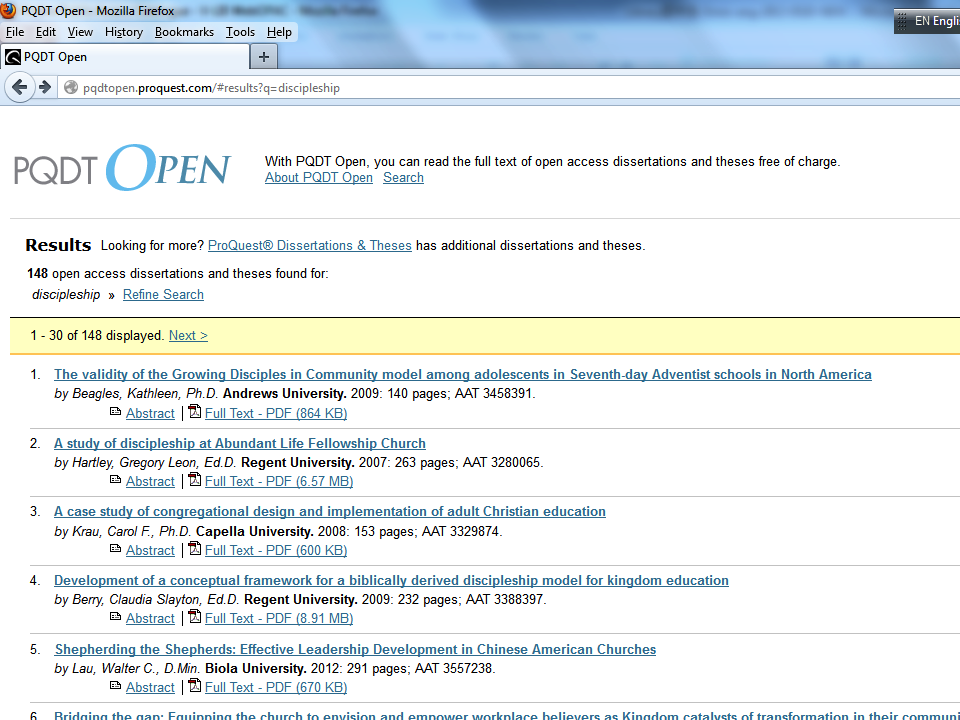 PQDT Open - Mozilla Firefox
EN Engli
File Edit View History Bookmarks Tools Help
PQDT Open +
pqdtopen.proquest.com/#results?q=discipleship
PQDT OPEN
With PQDT Open, you can read the full text of open access dissertations and theses free of charge.
About PQDT Open Search
Results Looking for more? ProQuest® Dissertations & Theses has additional dissertations and theses.
148 open access dissertations and theses found for:
discipleship » Refine Search
1 - 30 of 148 displayed. Next >
1. The validity of the Growing Disciples in Community model among adolescents in Seventh-day Adventist schools in North America
by Beagles, Kathleen, Ph.D. Andrews University. 2009: 140 pages; AAT 3458391.
Abstract | Full Text - PDF (864 KB)
2. A study of discipleship at Abundant Life Fellowship Church
by Hartley, Gregory Leon, Ed.D. Regent University. 2007: 263 pages; AAT 3280065.
Abstract | Full Text - PDF (6.57 MB)
3. A case study of congregational design and implementation of adult Christian education
by Krau, Carol F., Ph.D. Capella University. 2008: 153 pages; AAT 3329874.
Abstract | Full Text - PDF (600 KB)
4. Development of a conceptual framework for a biblically derived discipleship model for kingdom education
by Berry, Claudia Slayton, Ed.D. Regent University. 2009: 232 pages; AAT 3388397.
Abstract | Full Text - PDF (8.91 MB)
5. Shepherding the Shepherds: Effective Leadership Development in Chinese American Churches
by Lau, Walter C., D.Min. Biola University. 2012: 291 pages; AAT 3557238.
Abstract | Full Text - PDF (670 KB)
6. Bridging the gap: Equipping the church to envision and empower workplace believers as Kingdom catalysts of transformation in their communi